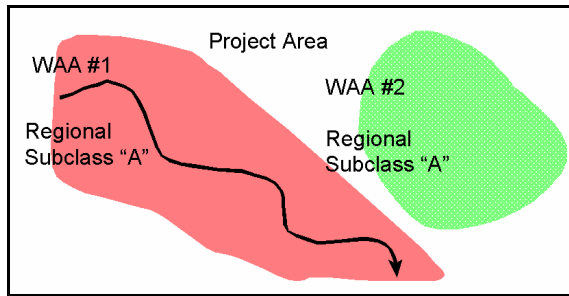 Project Area
WAA #1
Regional
Subclass “A”
WAA #2
Regional
Subclass “A”